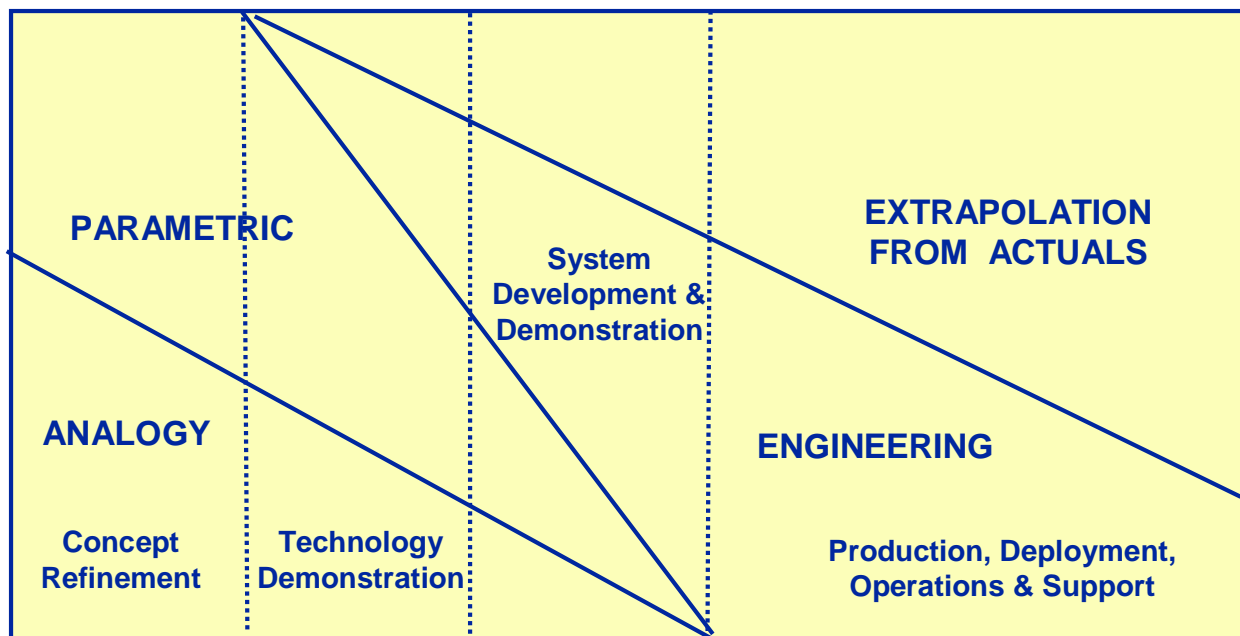 PARAMETRIC
EXTRAPOLATION
FROM ACTUALS
System
Development &
Demonstration
ANALOGY
ENGINEERING
Concept
Refinement
Technology
Demonstration
Production, Deployment,
Operations & Support